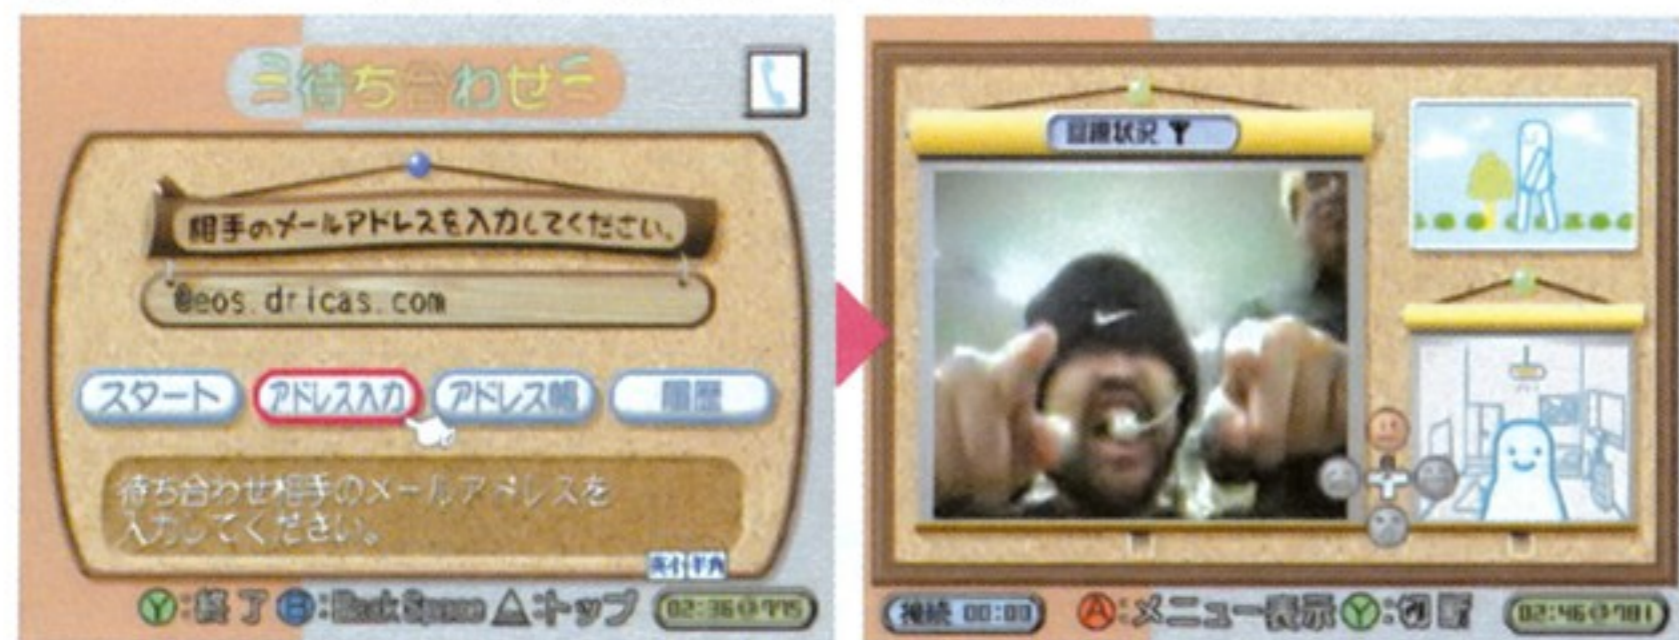 待ち合わせ
相手のメールアドレスを入力してください。
@eos.dricas.com
スタート
アドレス入力
アドレス帳
履歴
待ち合わせ相手のメールアドレスを
入力してください。
英小 半角
Y:終了 B:Back Space △:トップ
回線状況
接続 00:00
A:メニュー表示 Y:切断